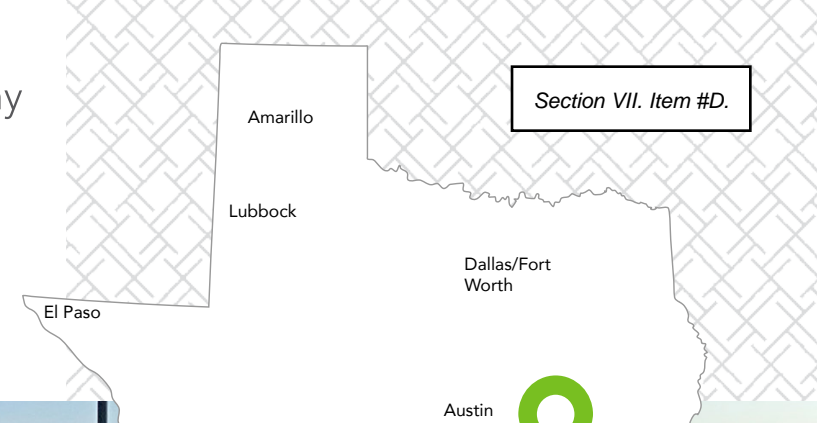 Section VII. Item #D.
Amarillo
Lubbock
Dallas/Fort
Worth
El Paso
Austin